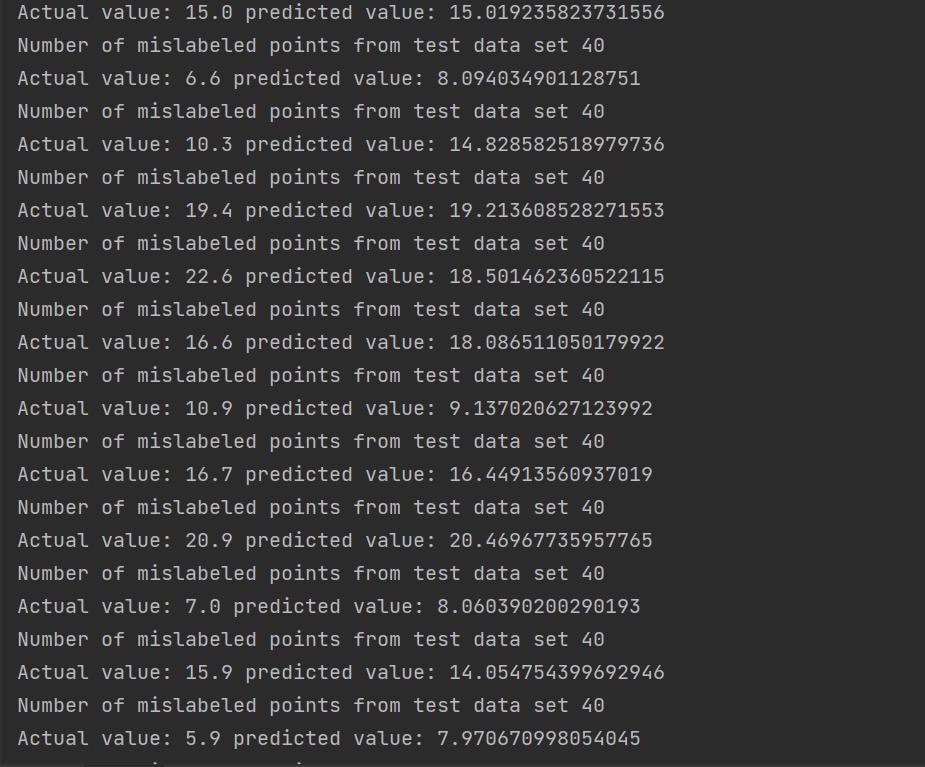 Actual value: 15.0 predicted value: 15.019235823731556
Number of mislabeled points from test data set 40
Actual value: 6.6 predicted value: 8.094034901128751
Number of mislabeled points from test data set 40
Actual value: 10.3 predicted value: 14.828582518979736
Number of mislabeled points from test data set 40
Actual value: 19.4 predicted value: 19.213608528271553
Number of mislabeled points from test data set 40
Actual value: 22.6 predicted value: 18.501462360522115
Number of mislabeled points from test data set 40
Actual value: 16.6 predicted value: 18.086511050179922
Number of mislabeled points from test data set 40
Actual value: 10.9 predicted value: 9.137020627123992
Number of mislabeled points from test data set 40
Actual value: 16.7 predicted value: 16.44913560937019
Number of mislabeled points from test data set 40
Actual value: 20.9 predicted value: 20.46967735957765
Number of mislabeled points from test data set 40
Actual value: 7.0 predicted value: 8.060390200290193
Number of mislabeled points from test data set 40
Actual value: 15.9 predicted value: 14.054754399692946
Number of mislabeled points from test data set 40
Actual value: 5.9 predicted value: 7.970670998054045